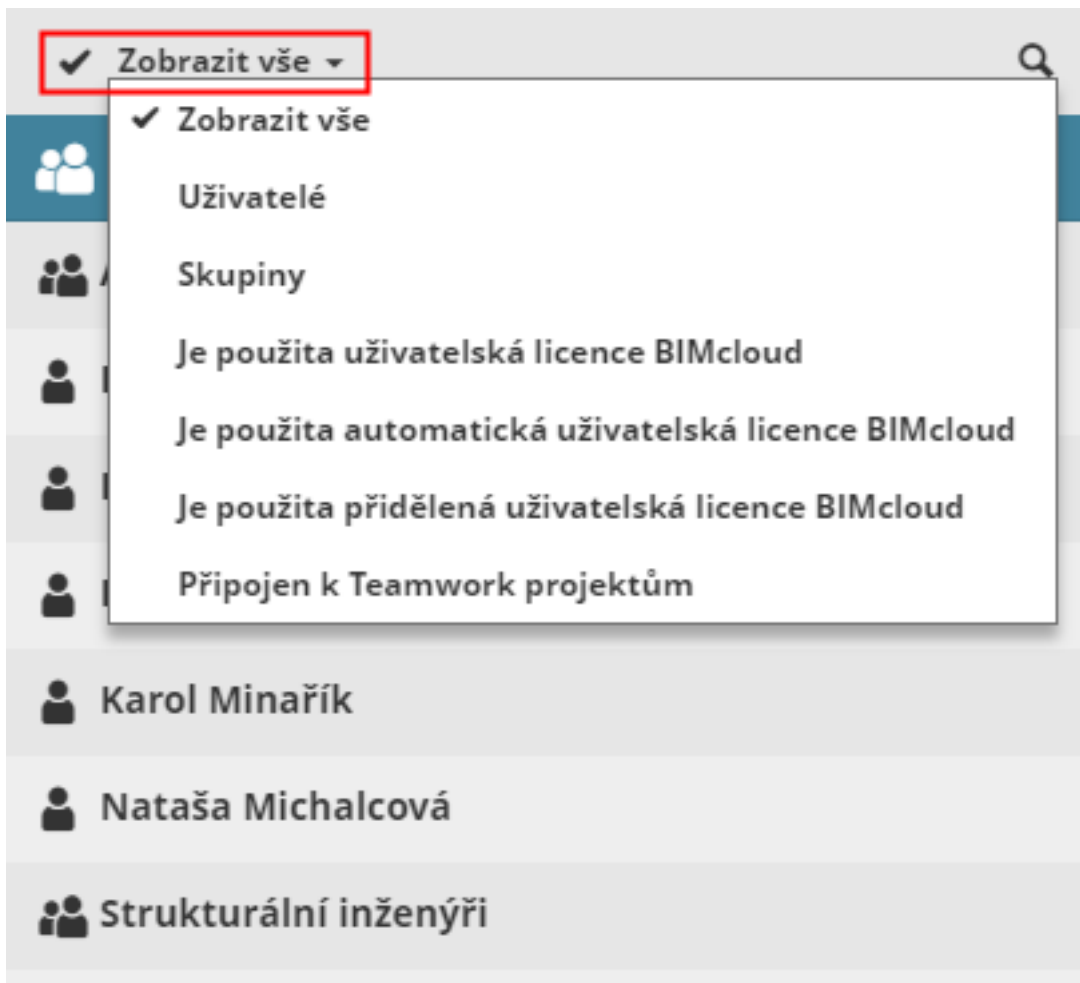 Zobrazit vše
Zobrazit vše
Uživatelé
Skupiny
Je použita uživatelská licence BIMcloud
Je použita automatická uživatelská licence BIMcloud
Je použita přidělená uživatelská licence BIMcloud
Připojen k Teamwork projektům
Karol Minařík
Nataša Michalcová
Strukturální inženýři